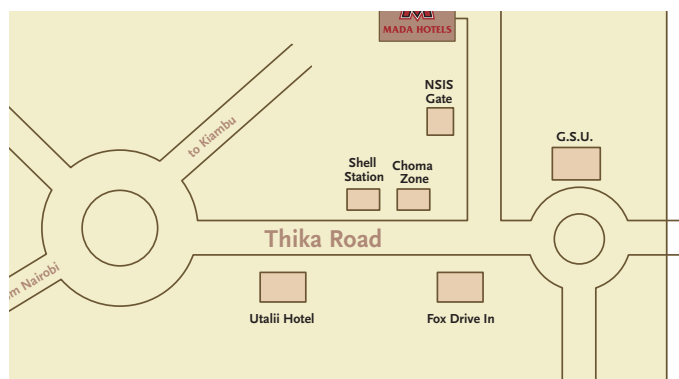 MADA HOTELS
NSIS
Gate
G.S.U.
to Kiambu
Shell
Station
Choma
Zone
Thika Road
Nairobi
Utalii Hotel
Fox Drive In